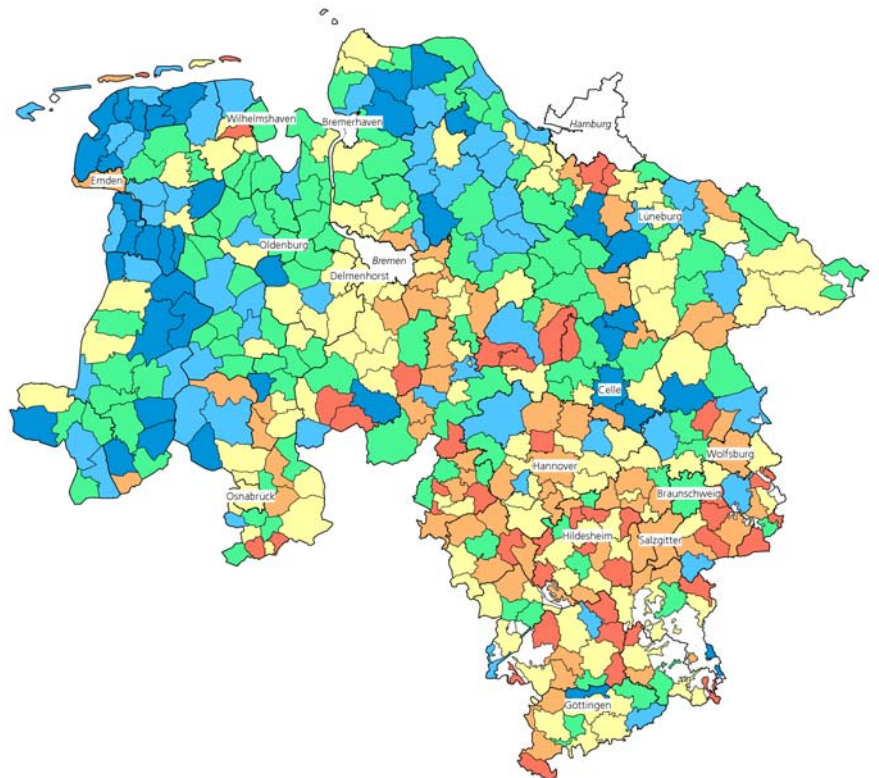 Hamburg
Wilhelmshaven
Bremerhaven
Emden
Lüneburg
Oldenburg
Bremen
Delmenhorst
Celle
Wolfsburg
Hannover
Osnabrück
Braunschweig
Hildesheim
Salzgitter
Göttingen